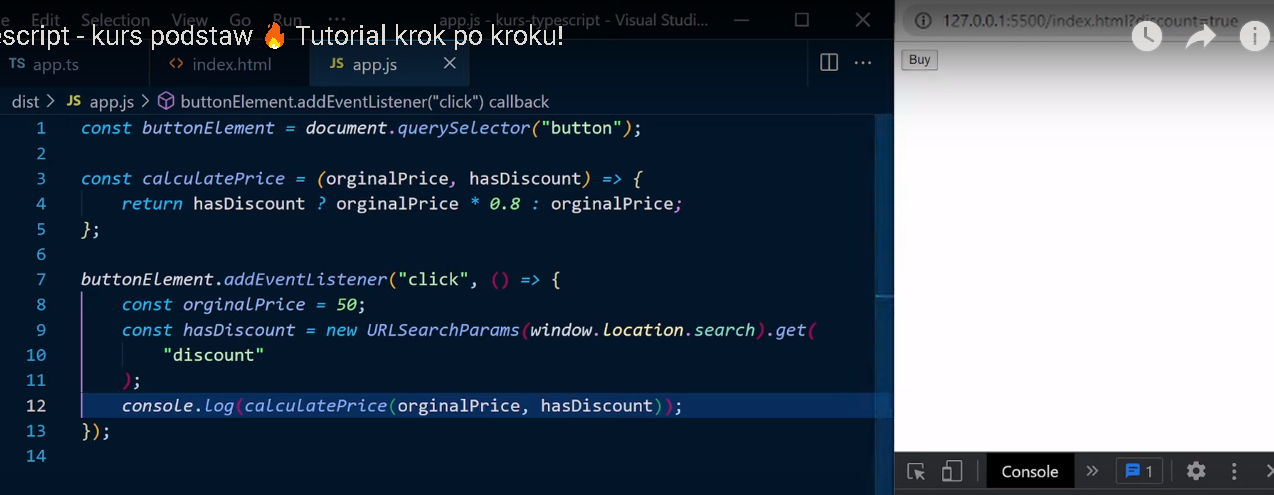 Edit Selection View Go Run ··· app.js - kurs-typescript - Visual Studi...
escript - kurs podstaw 🔥 Tutorial krok po kroku!
127.0.0.1:5500/index.html?discount=true
TS app.ts <> index.html JS app.js
Buy
dist > JS app.js > buttonElement.addEventListener("click") callback
1 const buttonElement = document.querySelector("button");
2
3 const calculatePrice = (orginalPrice, hasDiscount) => {
4 return hasDiscount ? orginalPrice * 0.8 : orginalPrice;
5 };
6
7 buttonElement.addEventListener("click", () => {
8 const orginalPrice = 50;
9 const hasDiscount = new URLSearchParams(window.location.search).get(
10 "discount"
11 );
12 console.log(calculatePrice(orginalPrice, hasDiscount));
13 });
14
Console » 1